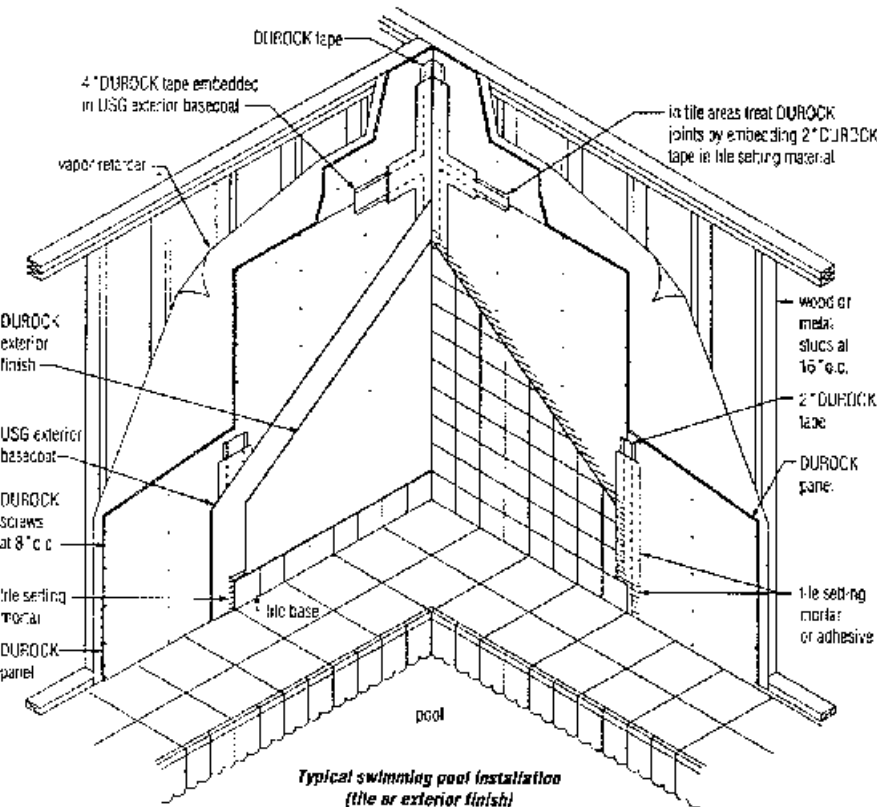 DUROCK tape
4" DUROCK tape embedded
in USG exterior basecoat
in tile areas treat DUROCK
joints by embedding 2" DUROCK
tape in tile setting material
vapor retarder
DUROCK
exterior
finish
wood or
metal
studs at
16" o.c.
2" DUROCK
tape
USG exterior
basecoat
DUROCK
panel
DUROCK
screws
at 8" o.c.
tile setting
mortar
tile base
tile setting
mortar
or adhesive
DUROCK
panel
pool
Typical swimming pool installation
(tile or exterior finish)